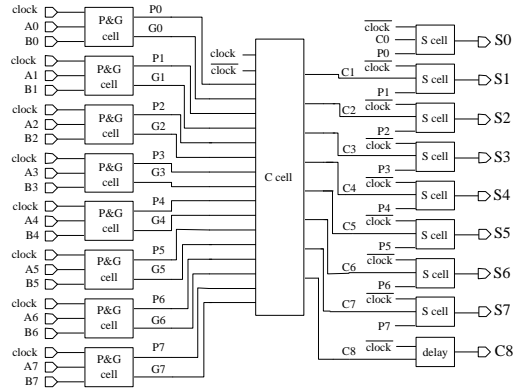 clock
A0
B0
P&G
cell
P0
G0
clock
A1
B1
P&G
cell
P1
G1
clock
A2
B2
P&G
cell
P2
G2
clock
A3
B3
P&G
cell
P3
G3
clock
A4
B4
P&G
cell
P4
G4
clock
A5
B5
P&G
cell
P5
G5
clock
A6
B6
P&G
cell
P6
G6
clock
A7
B7
P&G
cell
P7
G7
clock
clock
C cell
C1
C2
C3
C4
C5
C6
C7
C8
clock
C0
P0
S cell
S0
clock
P1
S cell
S1
clock
P2
S cell
S2
clock
P3
S cell
S3
clock
P4
S cell
S4
clock
P5
S cell
S5
clock
P6
S cell
S6
clock
P7
S cell
S7
clock
delay
C8